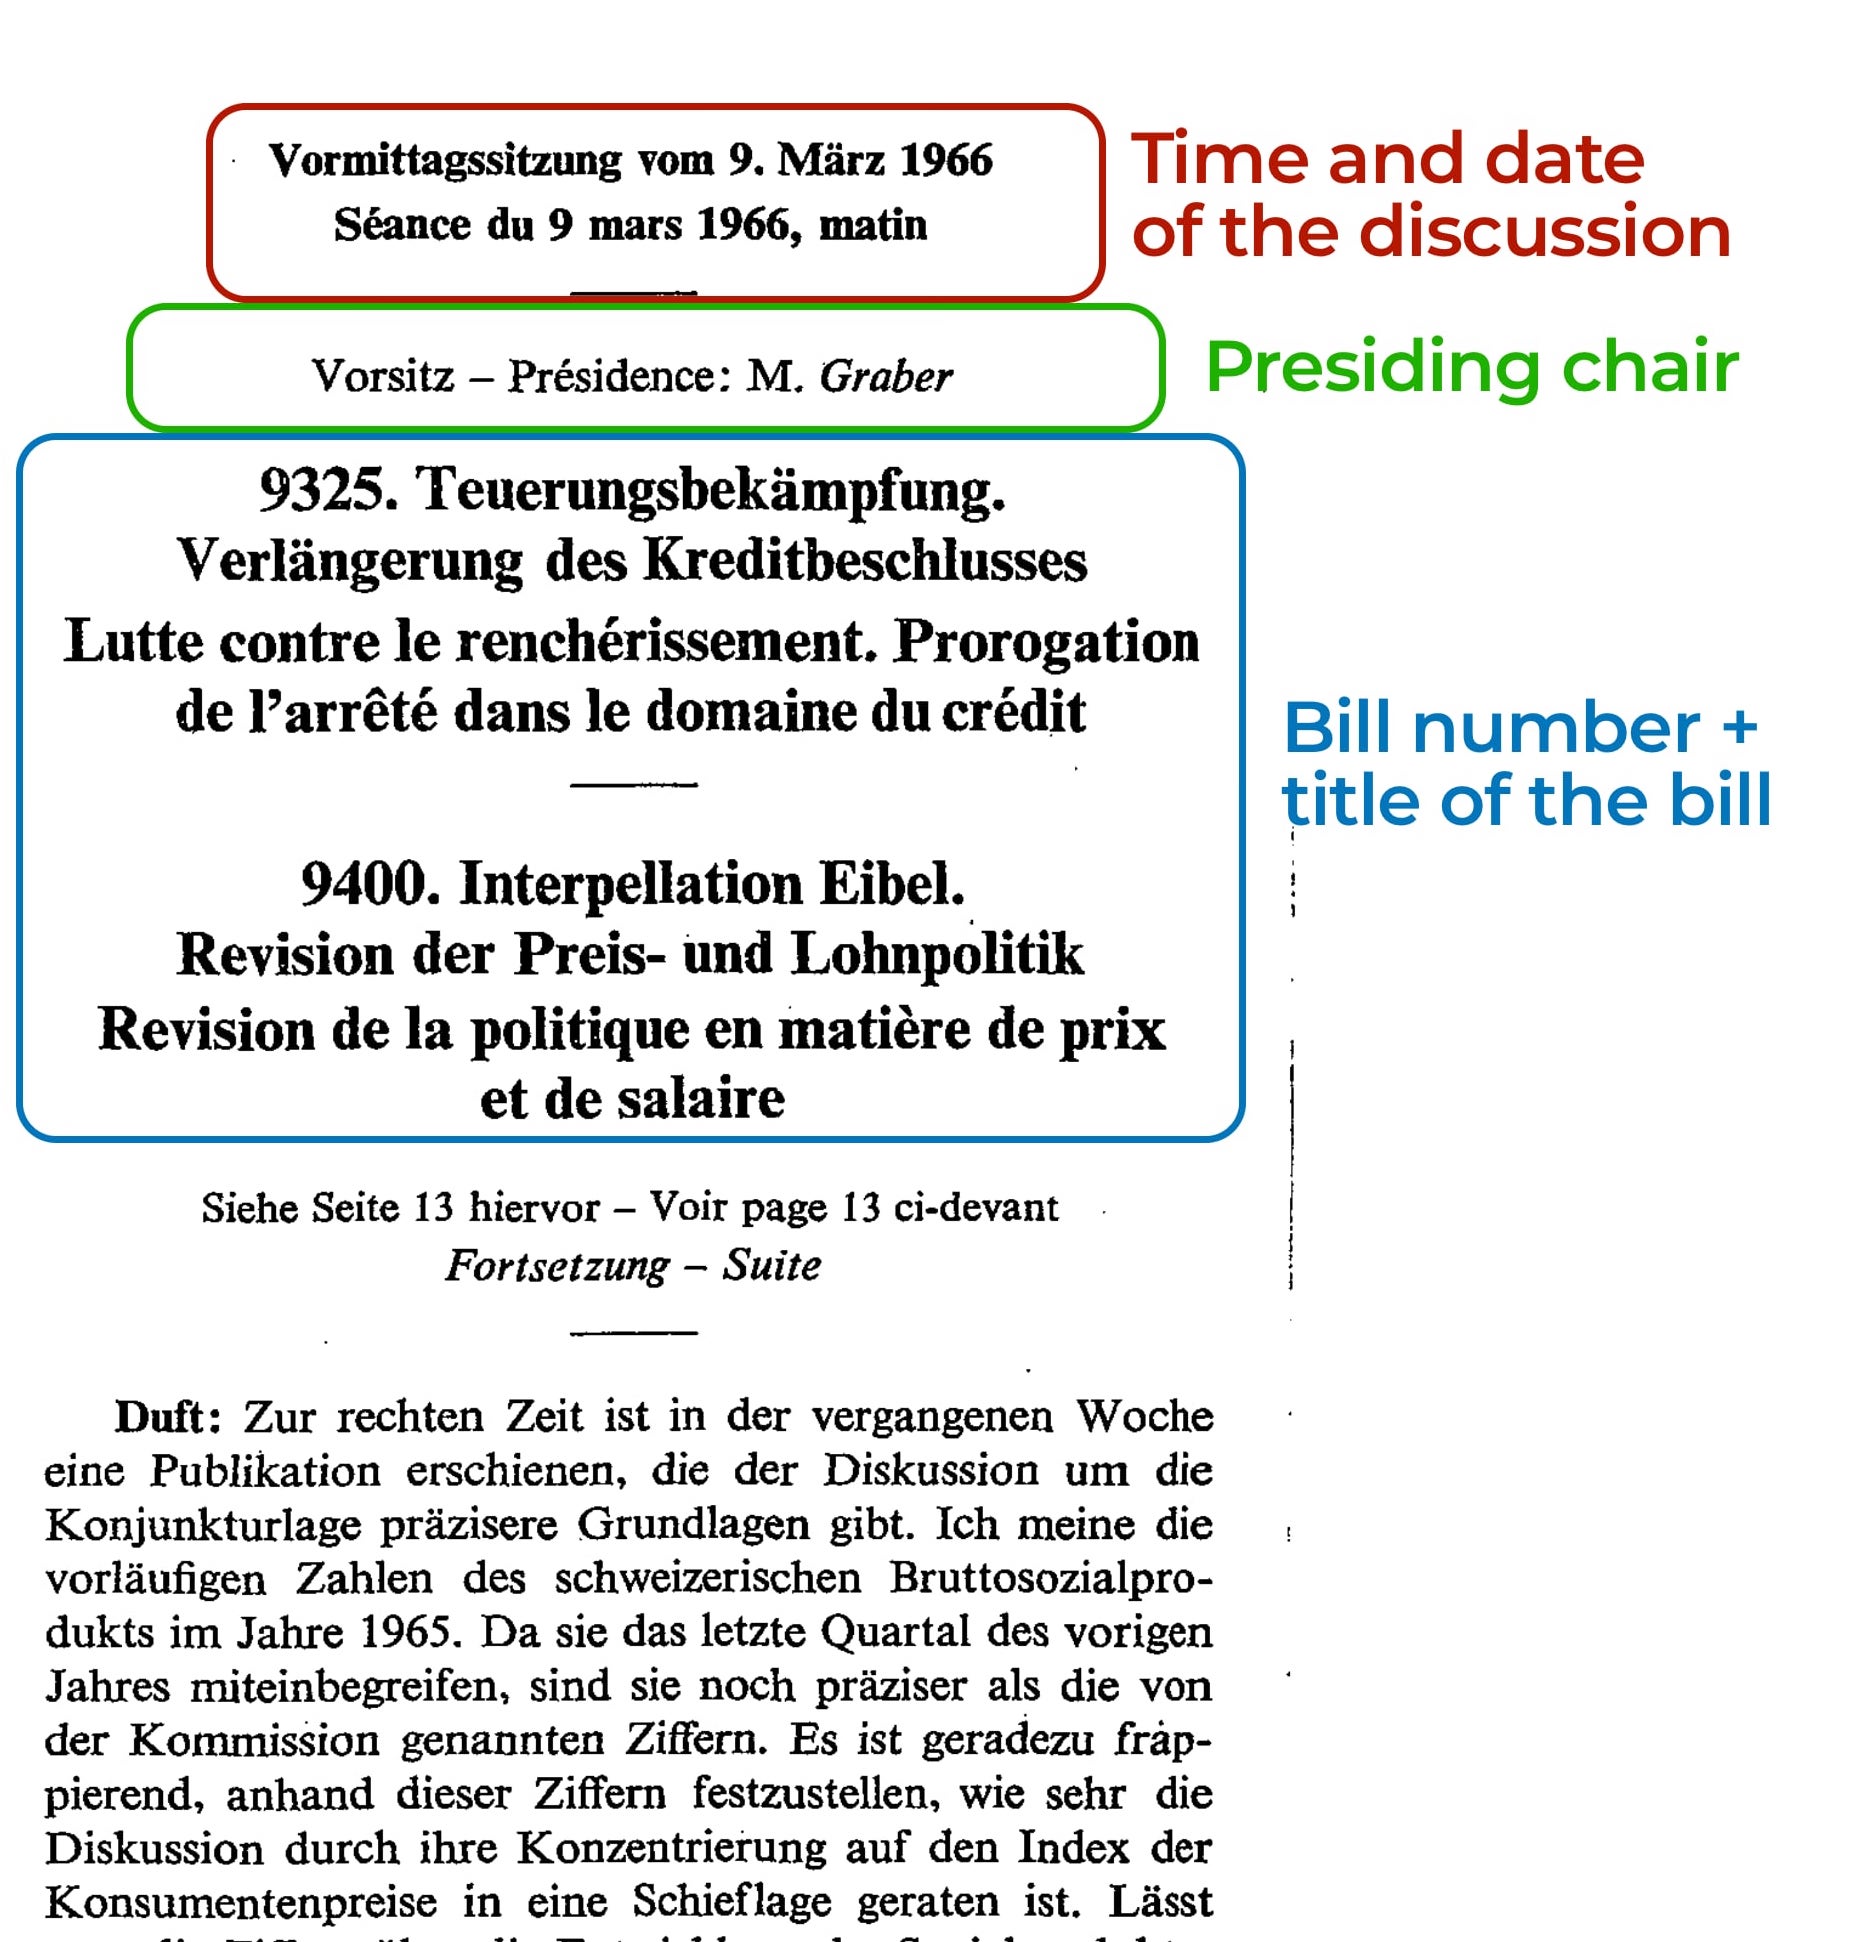 Vormittagssitzung vom 9. März 1966
Séance du 9 mars 1966, matin
Time and date
of the discussion
Vorsitz – Présidence: M. Graber
Presiding chair
9325. Teuerungsbekämpfung.
Verlängerung des Kreditbeschlusses
Lutte contre le renchérissement. Prorogation
de l'arrêté dans le domaine du crédit
Bill number +
title of the bill
9400. Interpellation Eibel.
Revision der Preis- und Lohnpolitik
Revision de la politique en matière de prix
et de salaire
Siehe Seite 13 hiervor – Voir page 13 ci-devant
Fortsetzung – Suite
Duft: Zur rechten Zeit ist in der vergangenen Woche
eine Publikation erschienen, die der Diskussion um die
Konjunkturlage präzisere Grundlagen gibt. Ich meine die
vorläufigen Zahlen des schweizerischen Bruttosozialpro-
dukts im Jahre 1965. Da sie das letzte Quartal des vorigen
Jahres miteinbegreifen, sind sie noch präziser als die von
der Kommission genannten Ziffern. Es ist geradezu frap-
pierend, anhand dieser Ziffern festzustellen, wie sehr die
Diskussion durch ihre Konzentrierung auf den Index der
Konsumentenpreise in eine Schieflage geraten ist. Lässt